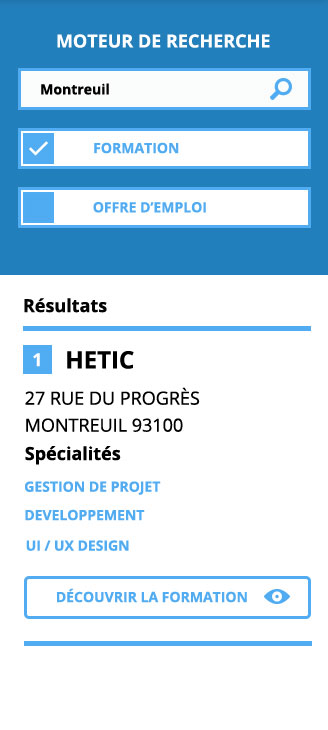 MOTEUR DE RECHERCHE
Montreuil
FORMATION
OFFRE D'EMPLOI
Résultats
1 HETIC
27 RUE DU PROGRÈS
MONTREUIL 93100
Spécialités
GESTION DE PROJET
DEVELOPPEMENT
UI / UX DESIGN
DÉCOUVRIR LA FORMATION